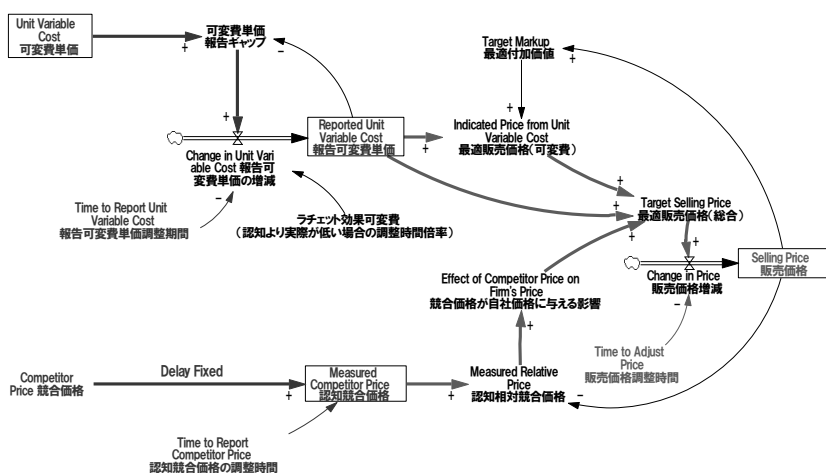 Unit Variable
Cost
可変費単価
可変費単価
報告ギャップ
Target Markup
最適付加価値
Reported Unit
Variable Cost
報告可変費単価
Indicated Price from Unit
Variable Cost
最適販売価格(可変費)
Change in Unit Vari
able Cost 報告可
変費単価の増減
Time to Report Unit
Variable Cost
報告可変費単価調整期間
ラチェット効果可変費
(認知より実際が低い場合の調整時間倍率)
Target Selling Price
最適販売価格(総合)
Selling Price
販売価格
Change in Price
販売価格増減
Effect of Competitor Price on
Firm's Price
競合価格が自社価格に与える影響
Time to Adjust
Price
販売価格調整時間
Competitor
Price 競合価格
Delay Fixed
Measured
Competitor Price
認知競合価格
Measured Relative
Price
認知相対競合価格
Time to Report
Competitor Price
認知競合価格の調整時間